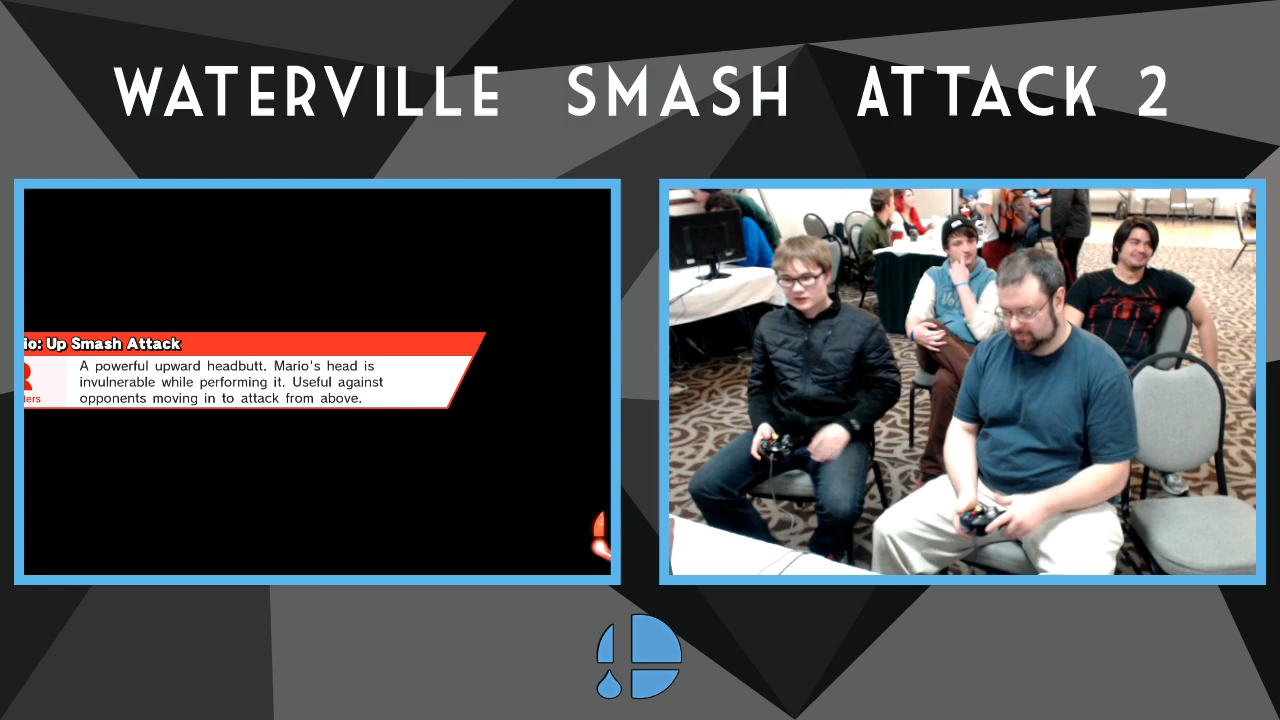 WATERVILLE SMASH ATTACK 2
io: Up Smash Attack
A powerful upward headbutt. Mario's head is
invulnerable while performing it. Useful against
opponents moving in to attack from above.
ters